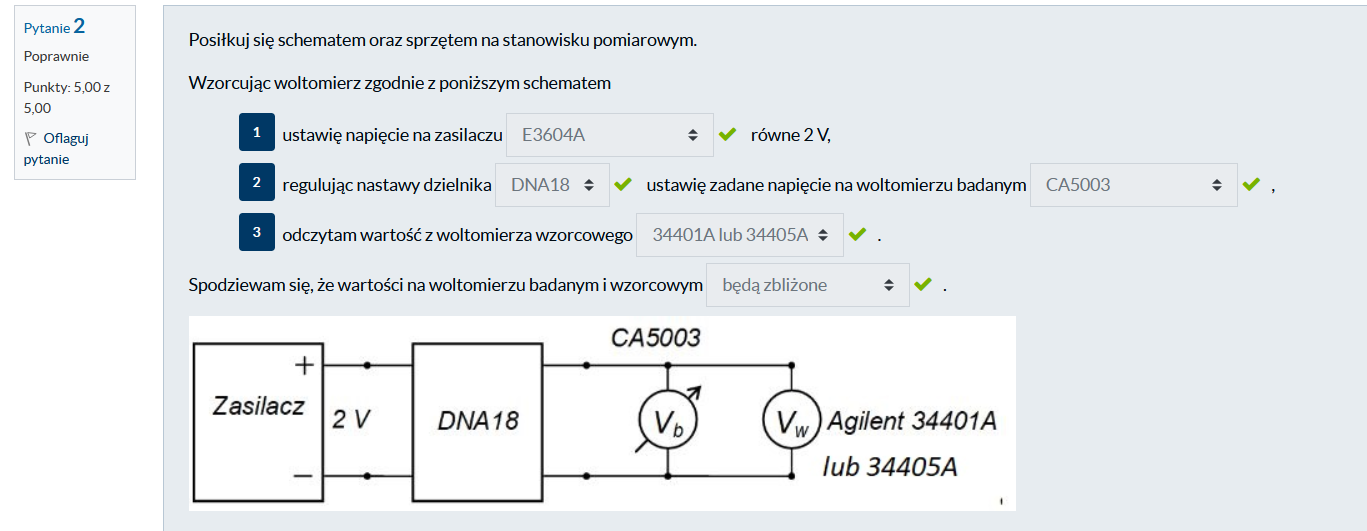 Pytanie 2
Poprawnie
Punkty: 5,00 z
5,00
Oflaguj
pytanie
Posiłkuj się schematem oraz sprzętem na stanowisku pomiarowym.
Wzorcując woltomierz zgodnie z poniższym schematem
1 ustawię napięcie na zasilaczu E3604A równe 2 V,
2 regulując nastawy dzielnika DNA18 ustawię zadane napięcie na woltomierzu badanym CA5003 ,
3 odczytam wartość z woltomierza wzorcowego 34401A lub 34405A .
Spodziewam się, że wartości na woltomierzu badanym i wzorcowym będą zbliżone .
CA5003
+
Zasilacz 2 V DNA18 Vb Vw Agilent 34401A
lub 34405A
−